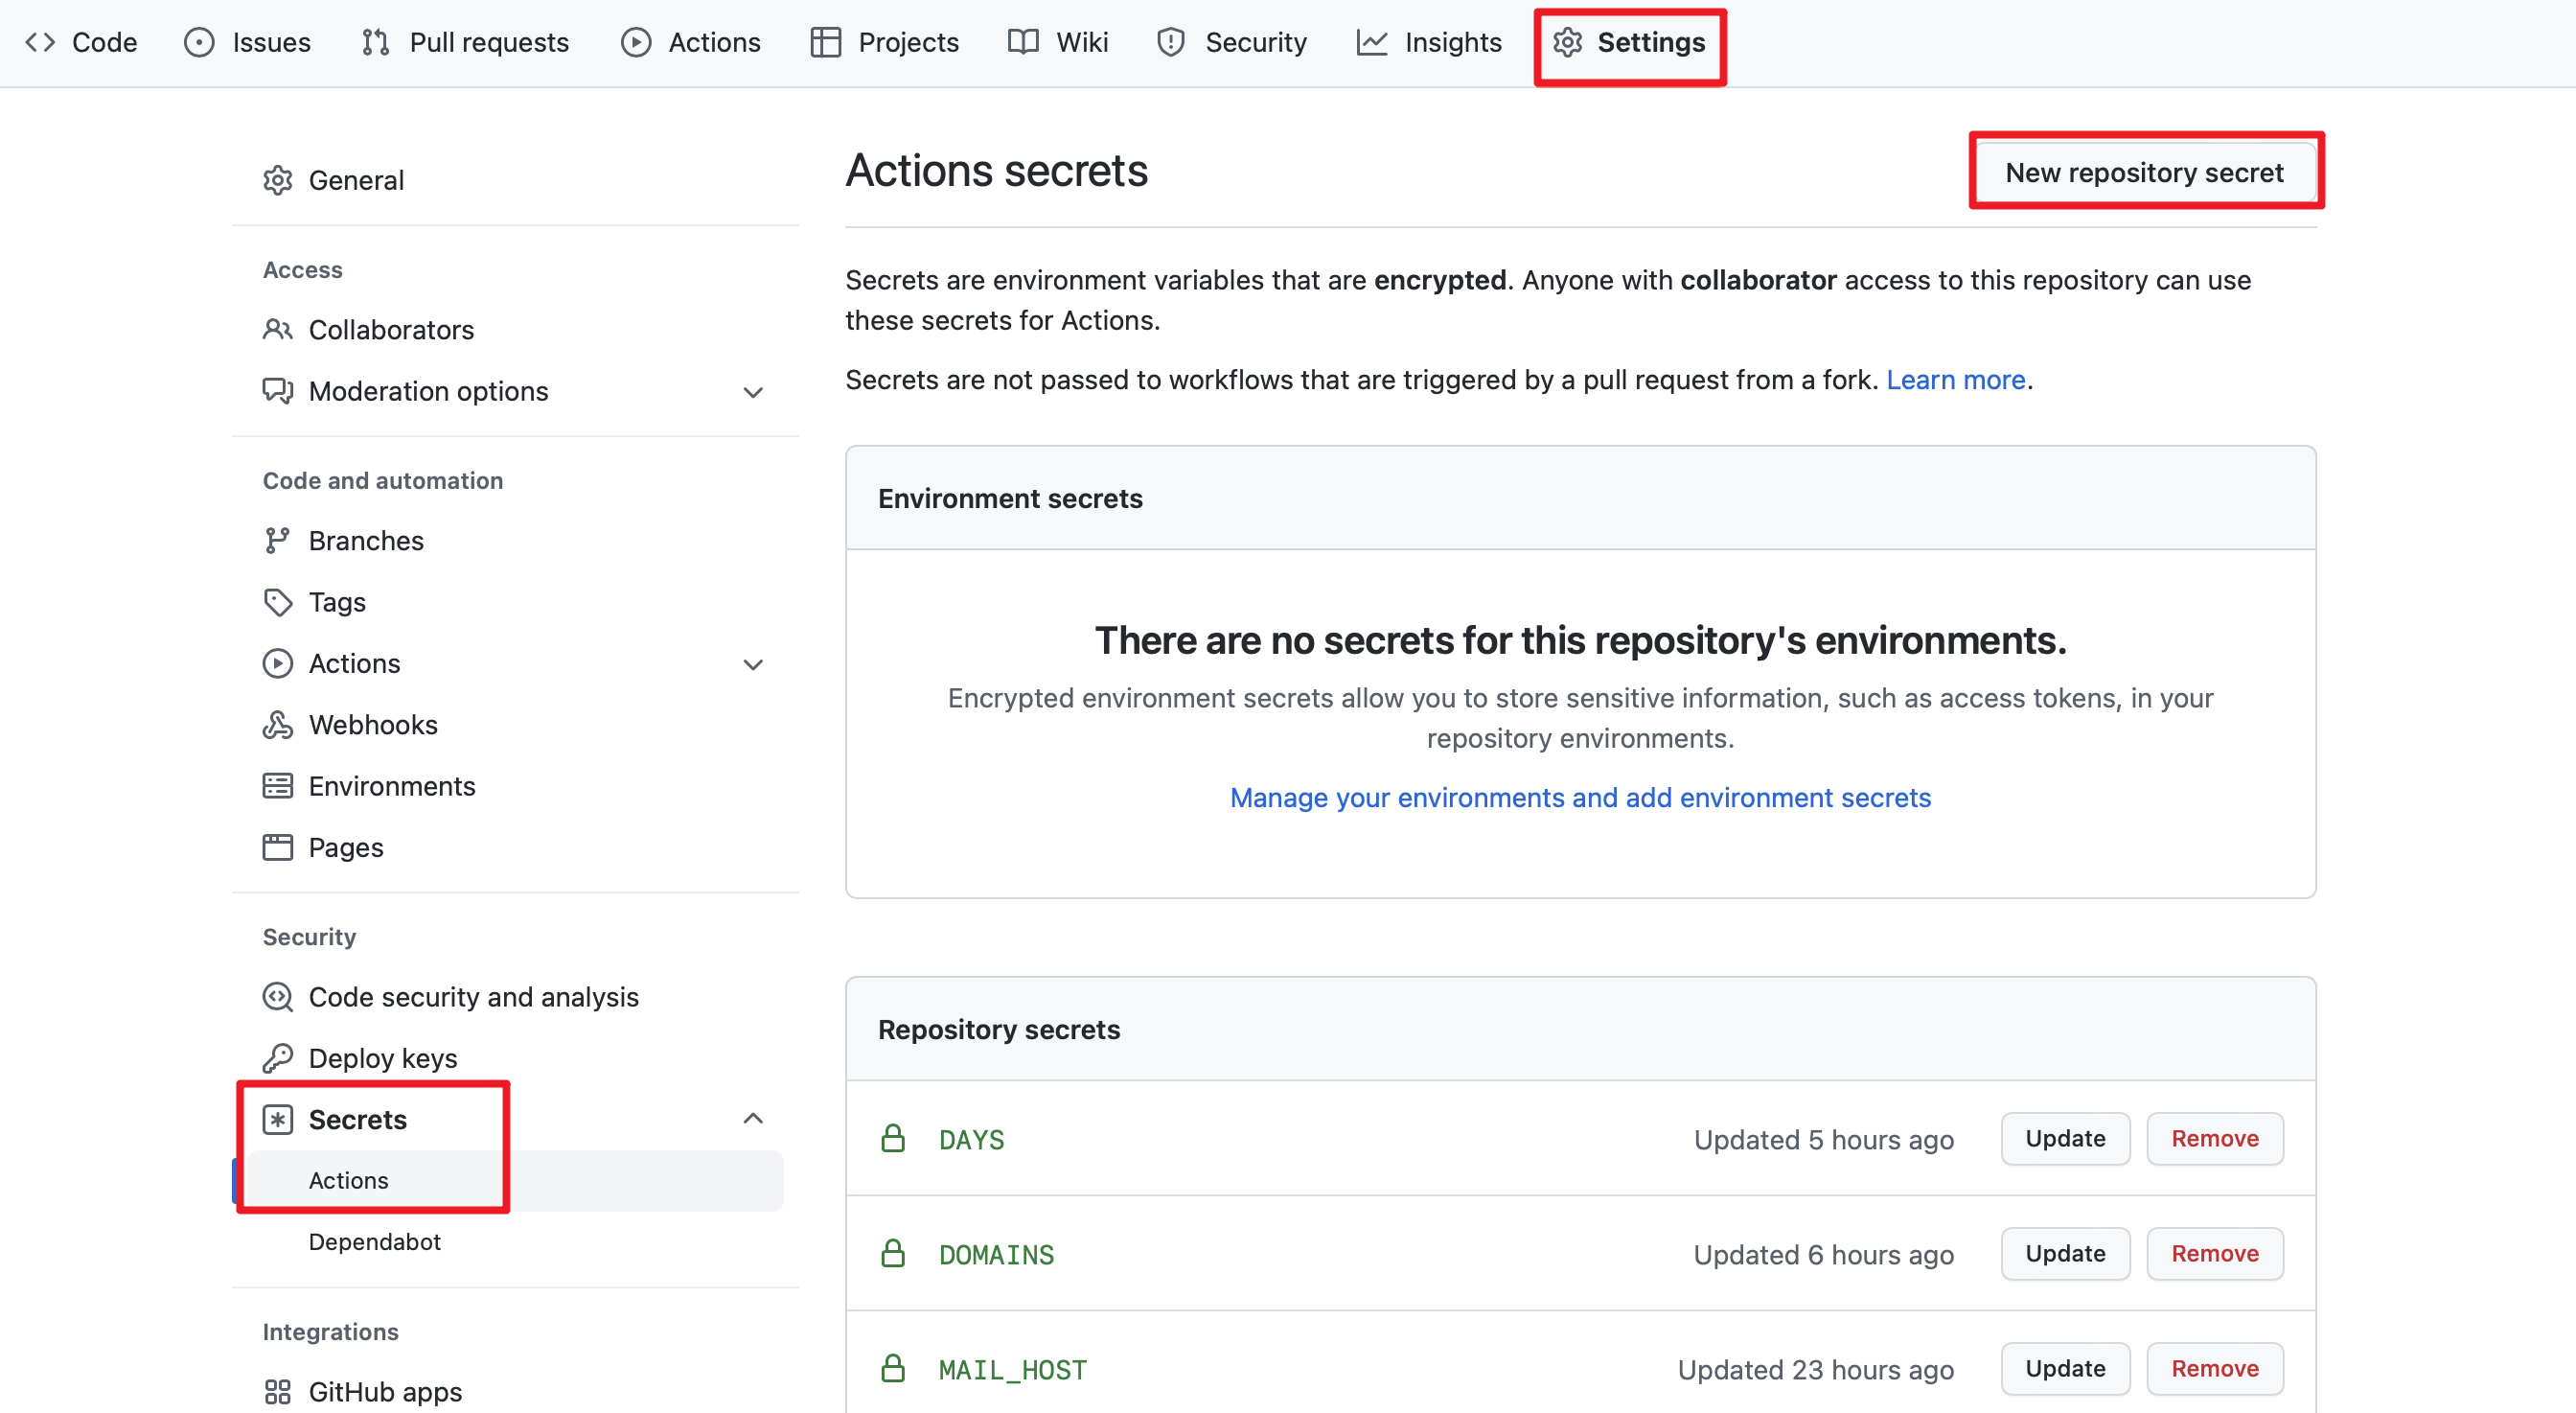 Code Issues Pull requests Actions Projects Wiki Security Insights Settings
General
Access
Collaborators
Moderation options
Code and automation
Branches
Tags
Actions
Webhooks
Environments
Pages
Security
Code security and analysis
Deploy keys
Secrets
Actions
Dependabot
Integrations
GitHub apps
Actions secrets
New repository secret
Secrets are environment variables that are encrypted. Anyone with collaborator access to this repository can use
these secrets for Actions.
Secrets are not passed to workflows that are triggered by a pull request from a fork. Learn more.
Environment secrets
There are no secrets for this repository's environments.
Encrypted environment secrets allow you to store sensitive information, such as access tokens, in your
repository environments.
Manage your environments and add environment secrets
Repository secrets
DAYS Updated 5 hours ago Update Remove
DOMAINS Updated 6 hours ago Update Remove
MAIL_HOST Updated 23 hours ago Update Remove